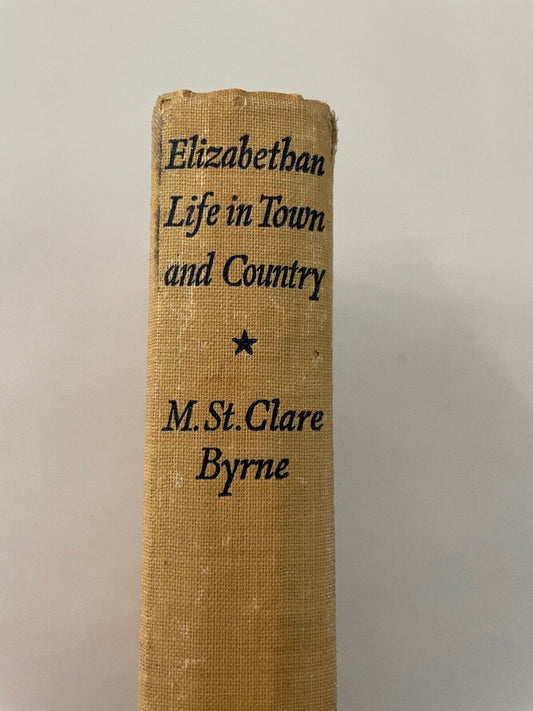 Elizabethan
Life in Town
and Country
★
M. St. Clare
Byrne